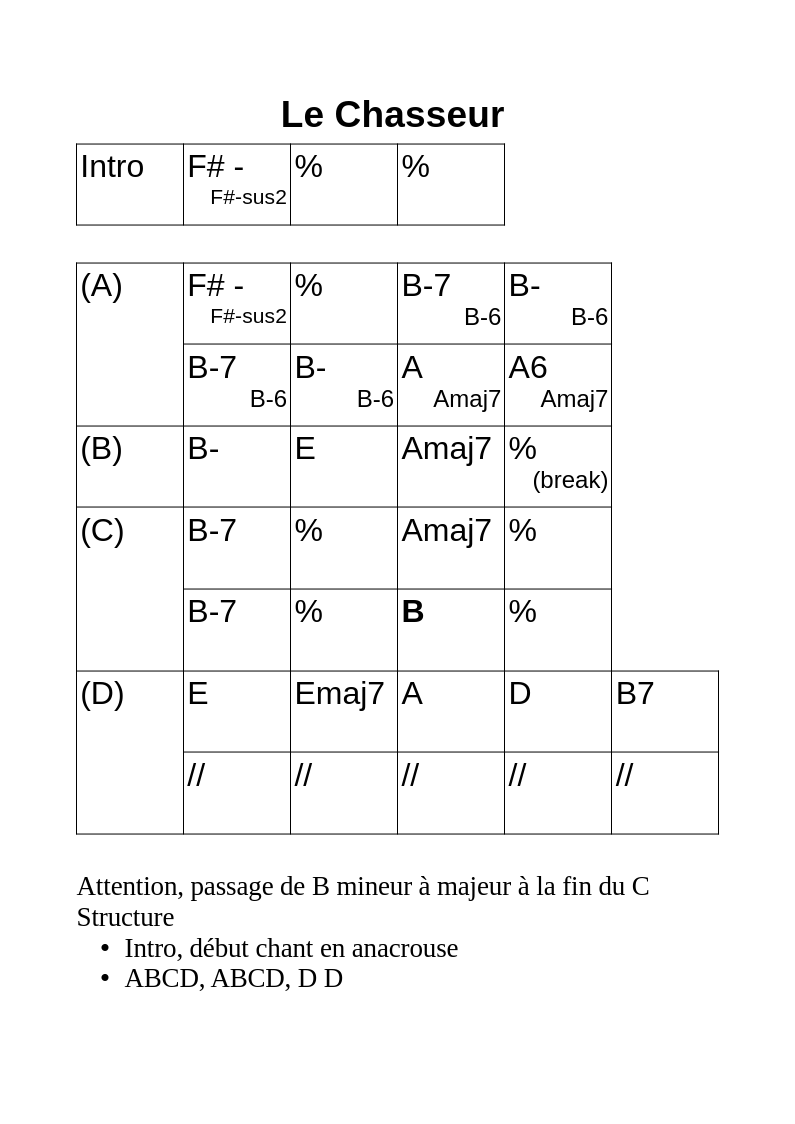 Le Chasseur
Intro F# - F#-sus2 % %
(A) F# - F#-sus2 % B-7 B-6 B- B-6
B-7 B-6 B- B-6 A Amaj7 A6 Amaj7
(B) B- E Amaj7 % (break)
(C) B-7 % Amaj7 %
B-7 % B %
(D) E Emaj7 A D B7
// // // // //
Attention, passage de B mineur à majeur à la fin du C
Structure
• Intro, début chant en anacrouse
• ABCD, ABCD, D D